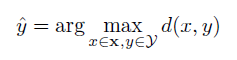 ŷ = arg max_{x∈𝐱,y∈𝒴} d(x, y)